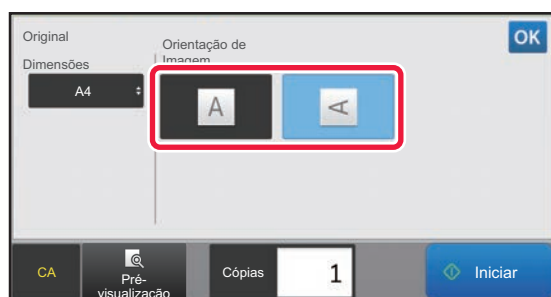 Original
Dimensões
A4
Orientação de
Imagem
OK
A
A
CA
Pré-
visualização
Cópias
1
Iniciar